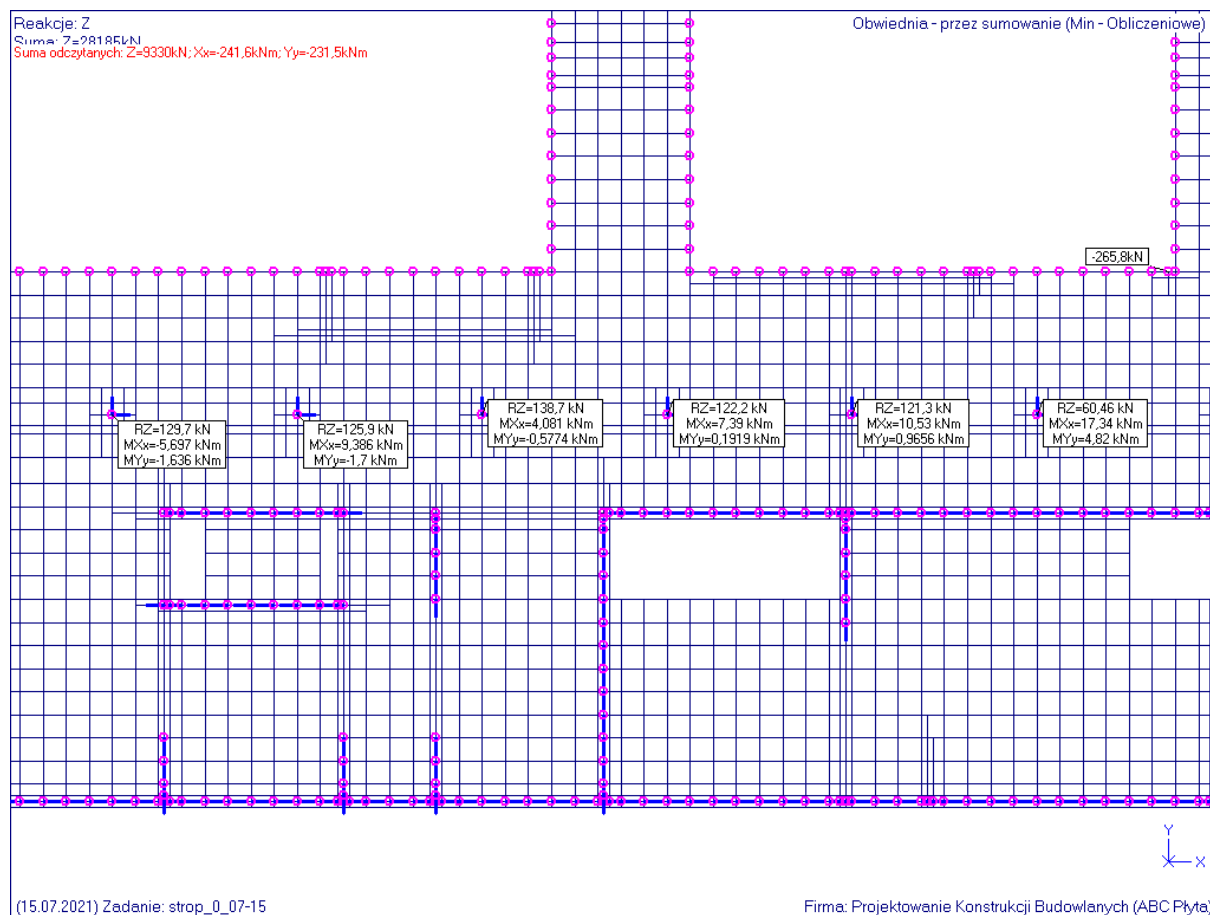 Reakcje: Z
Obwiednia - przez sumowanie (Min - Obliczeniowe)
Suma: Z=28185kN
Suma odczytanych: Z=9330kN; Xx=-241,6kNm; Yy=-231,5kNm
-265,8kN
RZ=129,7 kN
MXx=-5,697 kNm
MYy=-1,636 kNm
RZ=125,9 kN
MXx=9,386 kNm
MYy=-1,7 kNm
RZ=138,7 kN
MXx=4,081 kNm
MYy=-0,5774 kNm
RZ=122,2 kN
MXx=7,39 kNm
MYy=0,1919 kNm
RZ=121,3 kN
MXx=10,53 kNm
MYy=0,9656 kNm
RZ=60,46 kN
MXx=17,34 kNm
MYy=4,82 kNm
Y
X
(15.07.2021) Zadanie: strop_0_07-15
Firma: Projektowanie Konstrukcji Budowlanych (ABC Płyta)